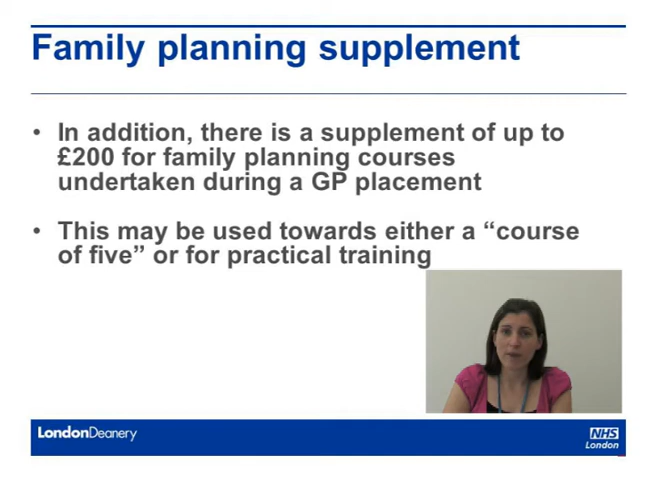 Family planning supplement
• In addition, there is a supplement of up to
£200 for family planning courses
undertaken during a GP placement
• This may be used towards either a “course
of five” or for practical training
LondonDeanery
NHS
London